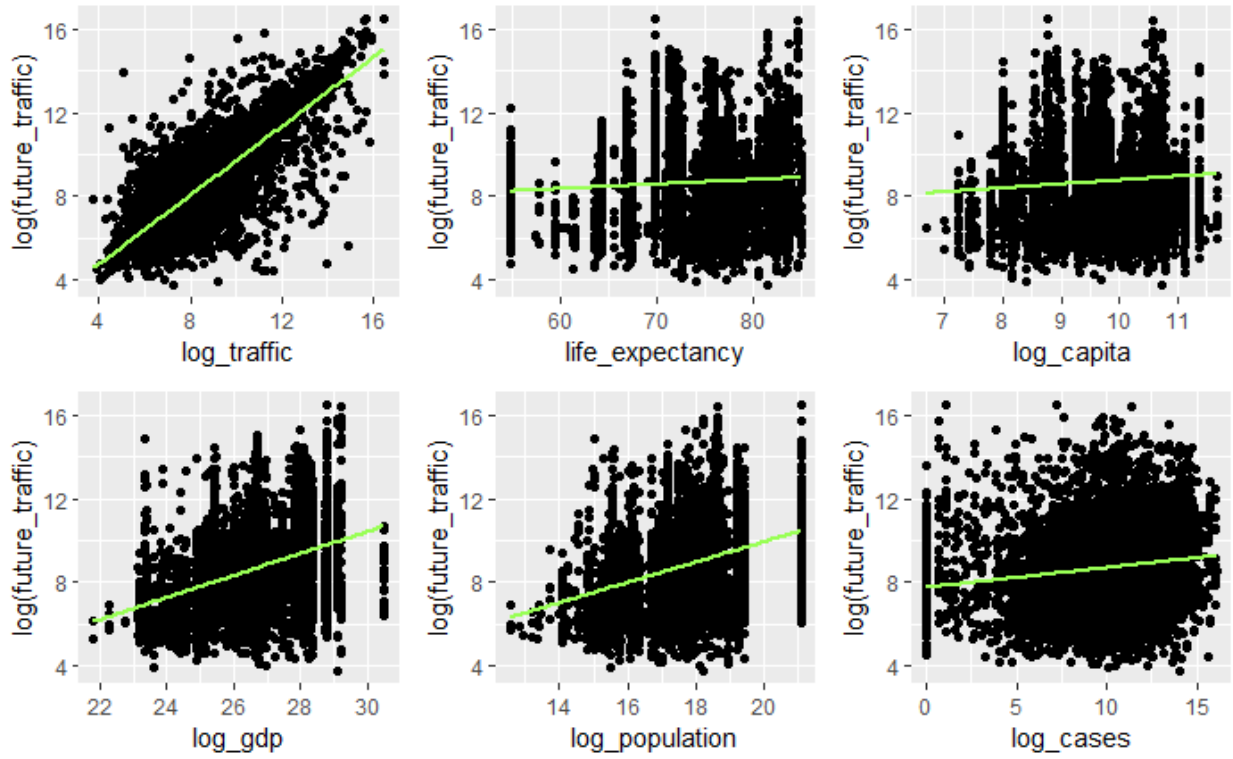 log(future_traffic)
16
12
8
4
4 8 12 16
log_traffic
log(future_traffic)
16
12
8
4
60 70 80
life_expectancy
log(future_traffic)
16
12
8
4
7 8 9 10 11
log_capita
log(future_traffic)
16
12
8
4
22 24 26 28 30
log_gdp
log(future_traffic)
16
12
8
4
14 16 18 20
log_population
log(future_traffic)
16
12
8
4
0 5 10 15
log_cases